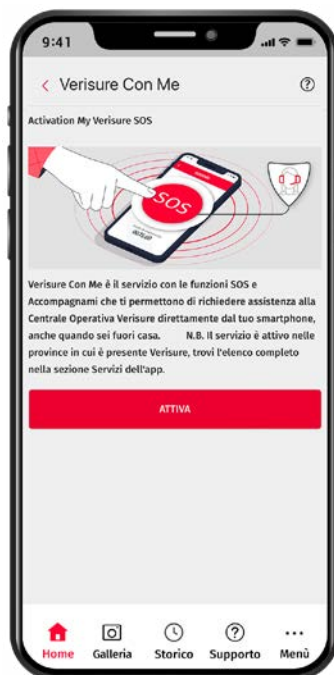 9:41
Verisure Con Me
Activation My Verisure SOS
SOS
Verisure Con Me è il servizio con le funzioni SOS e
Accompagnami che ti permettono di richiedere assistenza alla
Centrale Operativa Verisure direttamente dal tuo smartphone,
anche quando sei fuori casa. N.B. Il servizio è attivo nelle
province in cui è presente Verisure, trovi l'elenco completo
nella sezione Servizi dell'app.
ATTIVA
Home Galleria Storico Supporto Menù